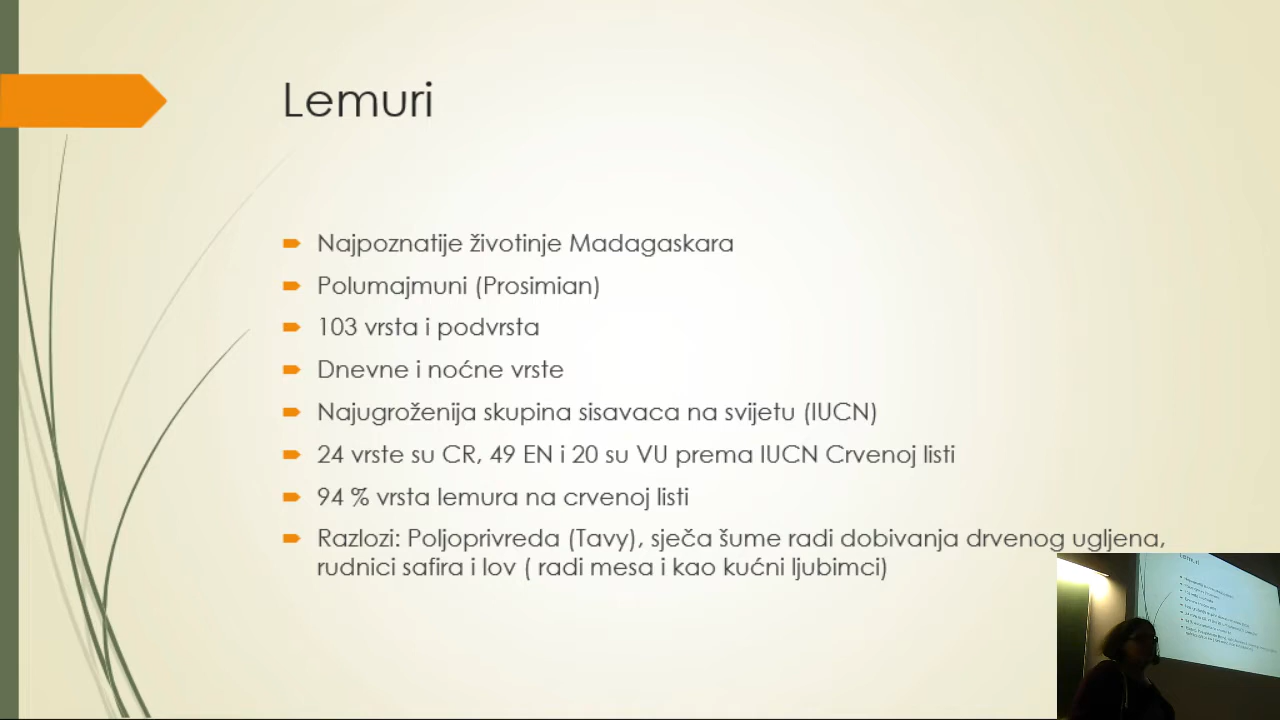 Lemuri
Najpoznatije životinje Madagaskara
Polumajmuni (Prosimian)
103 vrsta i podvrsta
Dnevne i noćne vrste
Najugroženija skupina sisavaca na svijetu (IUCN)
24 vrste su CR, 49 EN i 20 su VU prema IUCN Crvenoj listi
94 % vrsta lemura na crvenoj listi
Razlozi: Poljoprivreda (Tavy), sječa šume radi dobivanja drvenog ugljena,
rudnici safira i lov ( radi mesa i kao kućni ljubimci)